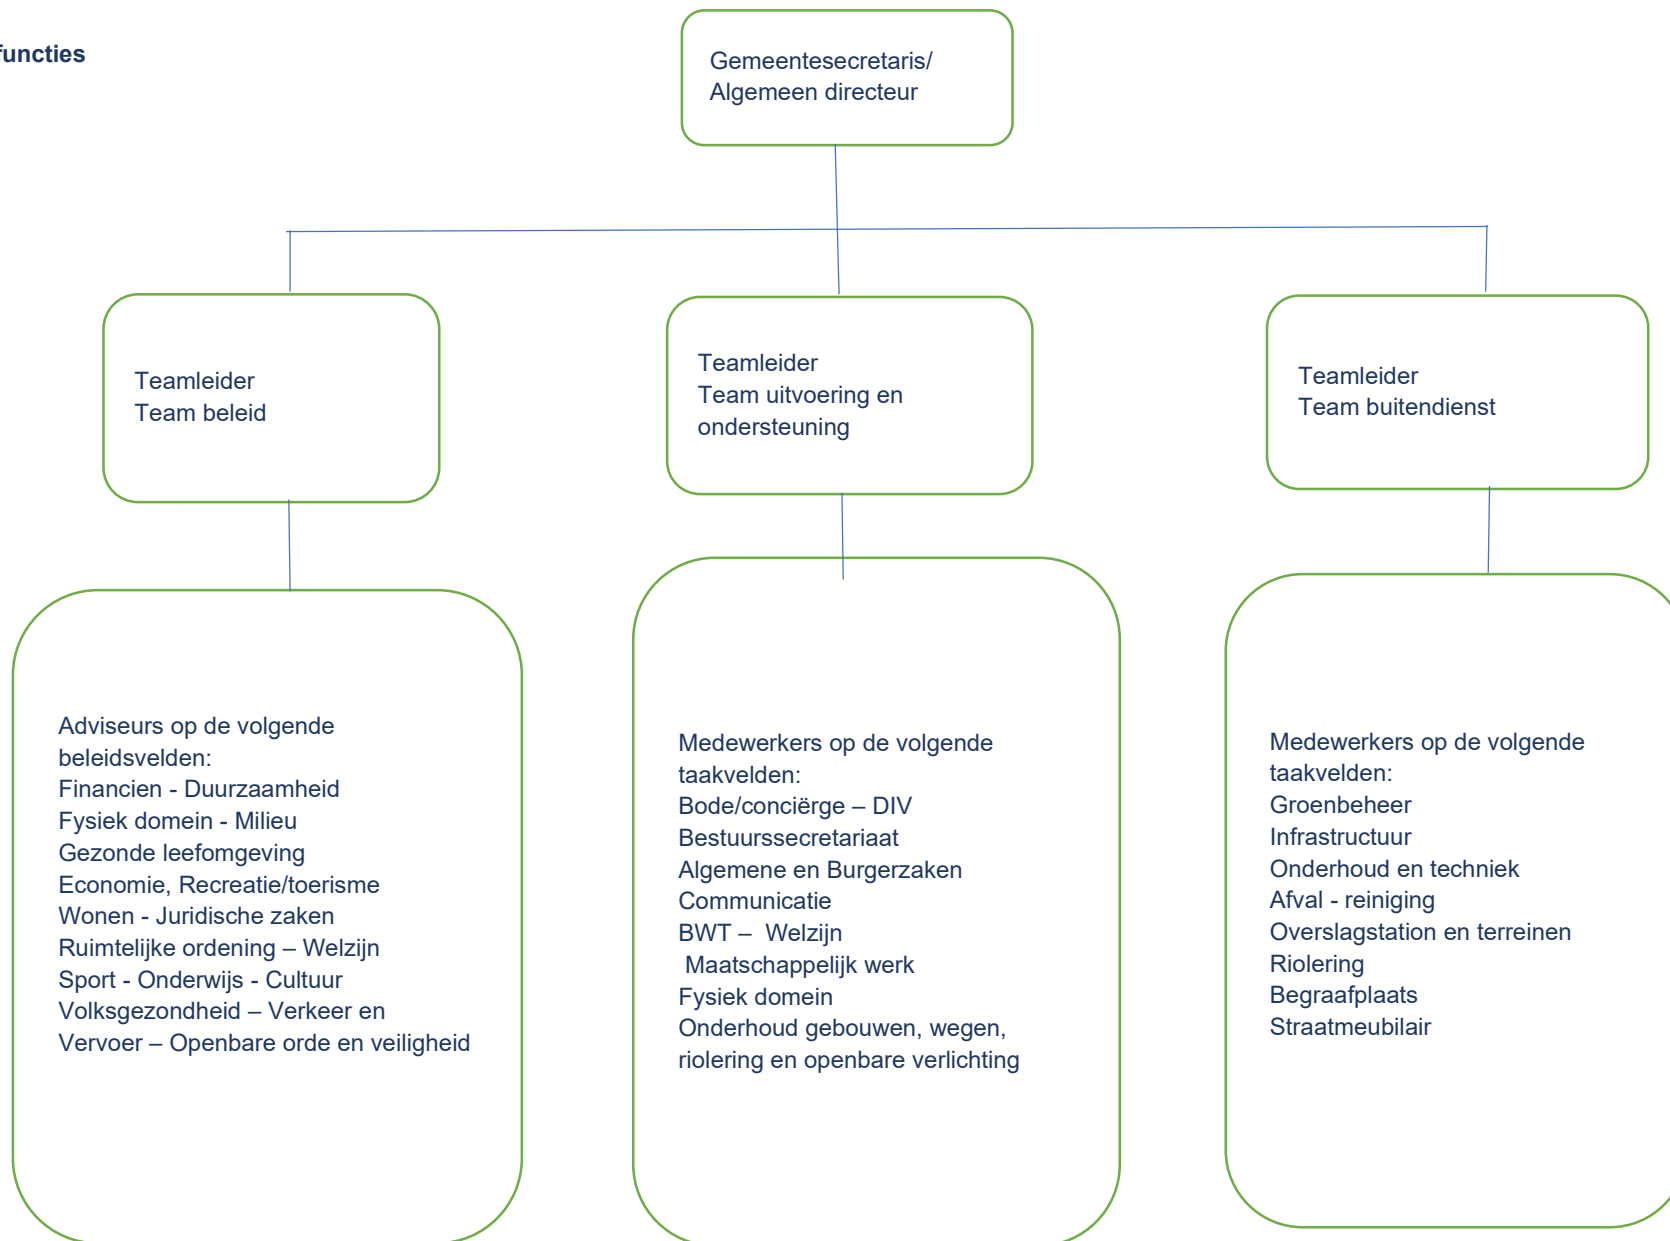 functies
Gemeentesecretaris/
Algemeen directeur
Teamleider
Team beleid
Teamleider
Team uitvoering en
ondersteuning
Teamleider
Team buitendienst
Adviseurs op de volgende
beleidsvelden:
Financien - Duurzaamheid
Fysiek domein - Milieu
Gezonde leefomgeving
Economie, Recreatie/toerisme
Wonen - Juridische zaken
Ruimtelijke ordening – Welzijn
Sport - Onderwijs - Cultuur
Volksgezondheid – Verkeer en
Vervoer – Openbare orde en veiligheid
Medewerkers op de volgende
taakvelden:
Bode/conciërge – DIV
Bestuurssecretariaat
Algemene en Burgerzaken
Communicatie
BWT – Welzijn
Maatschappelijk werk
Fysiek domein
Onderhoud gebouwen, wegen,
riolering en openbare verlichting
Medewerkers op de volgende
taakvelden:
Groenbeheer
Infrastructuur
Onderhoud en techniek
Afval - reiniging
Overslagstation en terreinen
Riolering
Begraafplaats
Straatmeubilair